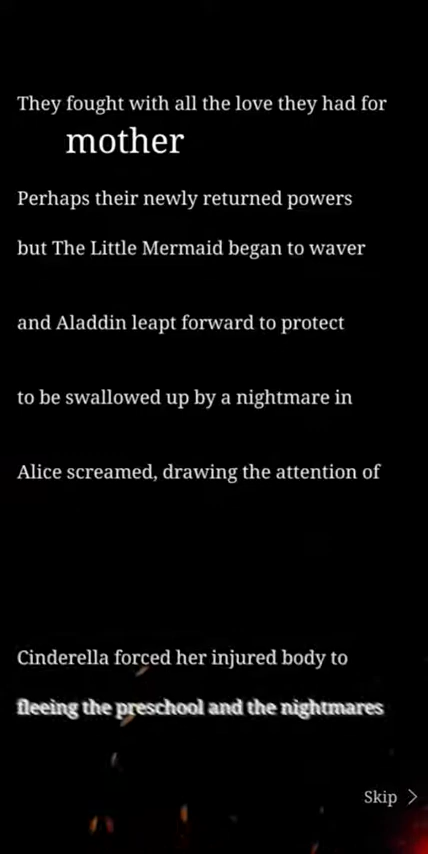 They fought with all the love they had for
mother
Perhaps their newly returned powers
but The Little Mermaid began to waver
and Aladdin leapt forward to protect
to be swallowed up by a nightmare in
Alice screamed, drawing the attention of
Cinderella forced her injured body to
fleeing the preschool and the nightmares
Skip >